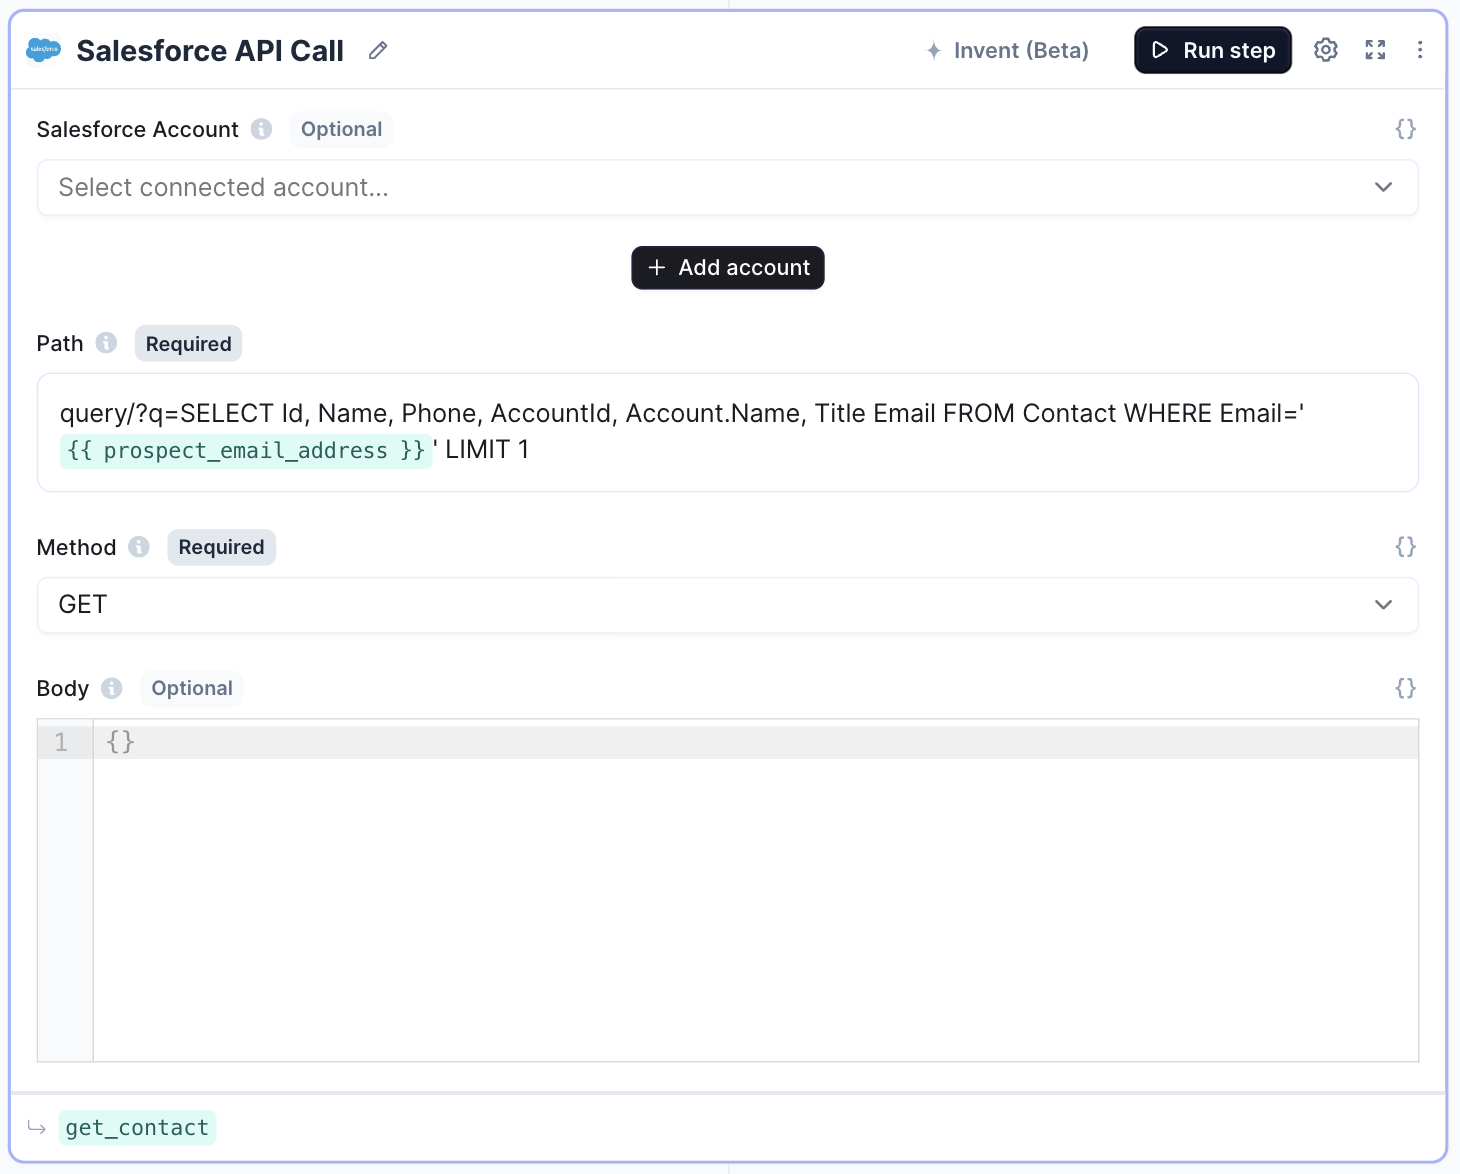 salesforce Salesforce API Call Invent (Beta) Run step
Salesforce Account Optional {}
Select connected account...
+ Add account
Path Required
query/?q=SELECT Id, Name, Phone, AccountId, Account.Name, Title Email FROM Contact WHERE Email='
{{ prospect_email_address }}' LIMIT 1
Method Required {}
GET
Body Optional {}
1 {}
get_contact